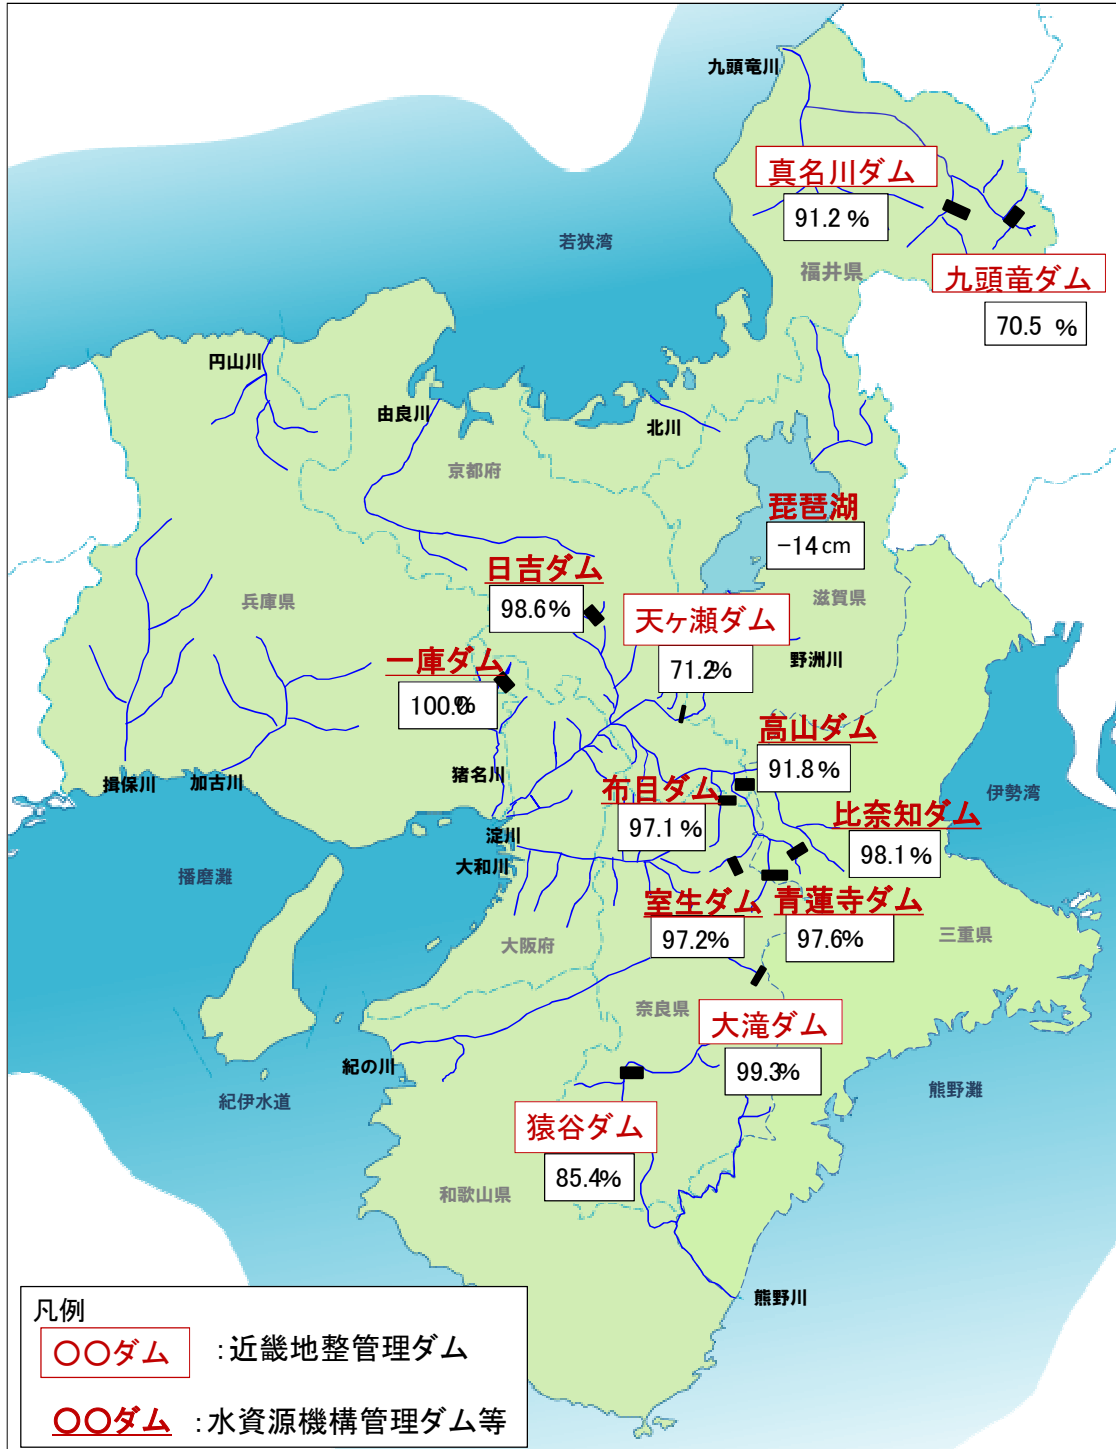 九頭竜川
真名川ダム
91.2 %
若狭湾
福井県
九頭竜ダム
70.5 %
円山川
由良川
北川
京都府
琵琶湖
-14cm
日吉ダム
98.6%
兵庫県
滋賀県
天ヶ瀬ダム
71.2%
野洲川
一庫ダム
100.0%
高山ダム
91.8%
猪名川
揖保川
加古川
布目ダム
97.1%
伊勢湾
比奈知ダム
98.1%
淀川
大和川
播磨灘
室生ダム
97.2%
青蓮寺ダム
97.6%
大阪府
三重県
奈良県
大滝ダム
99.3%
紀の川
紀伊水道
熊野灘
猿谷ダム
85.4%
和歌山県
熊野川
凡例
〇〇ダム :近畿地整管理ダム
〇〇ダム :水資源機構管理ダム等